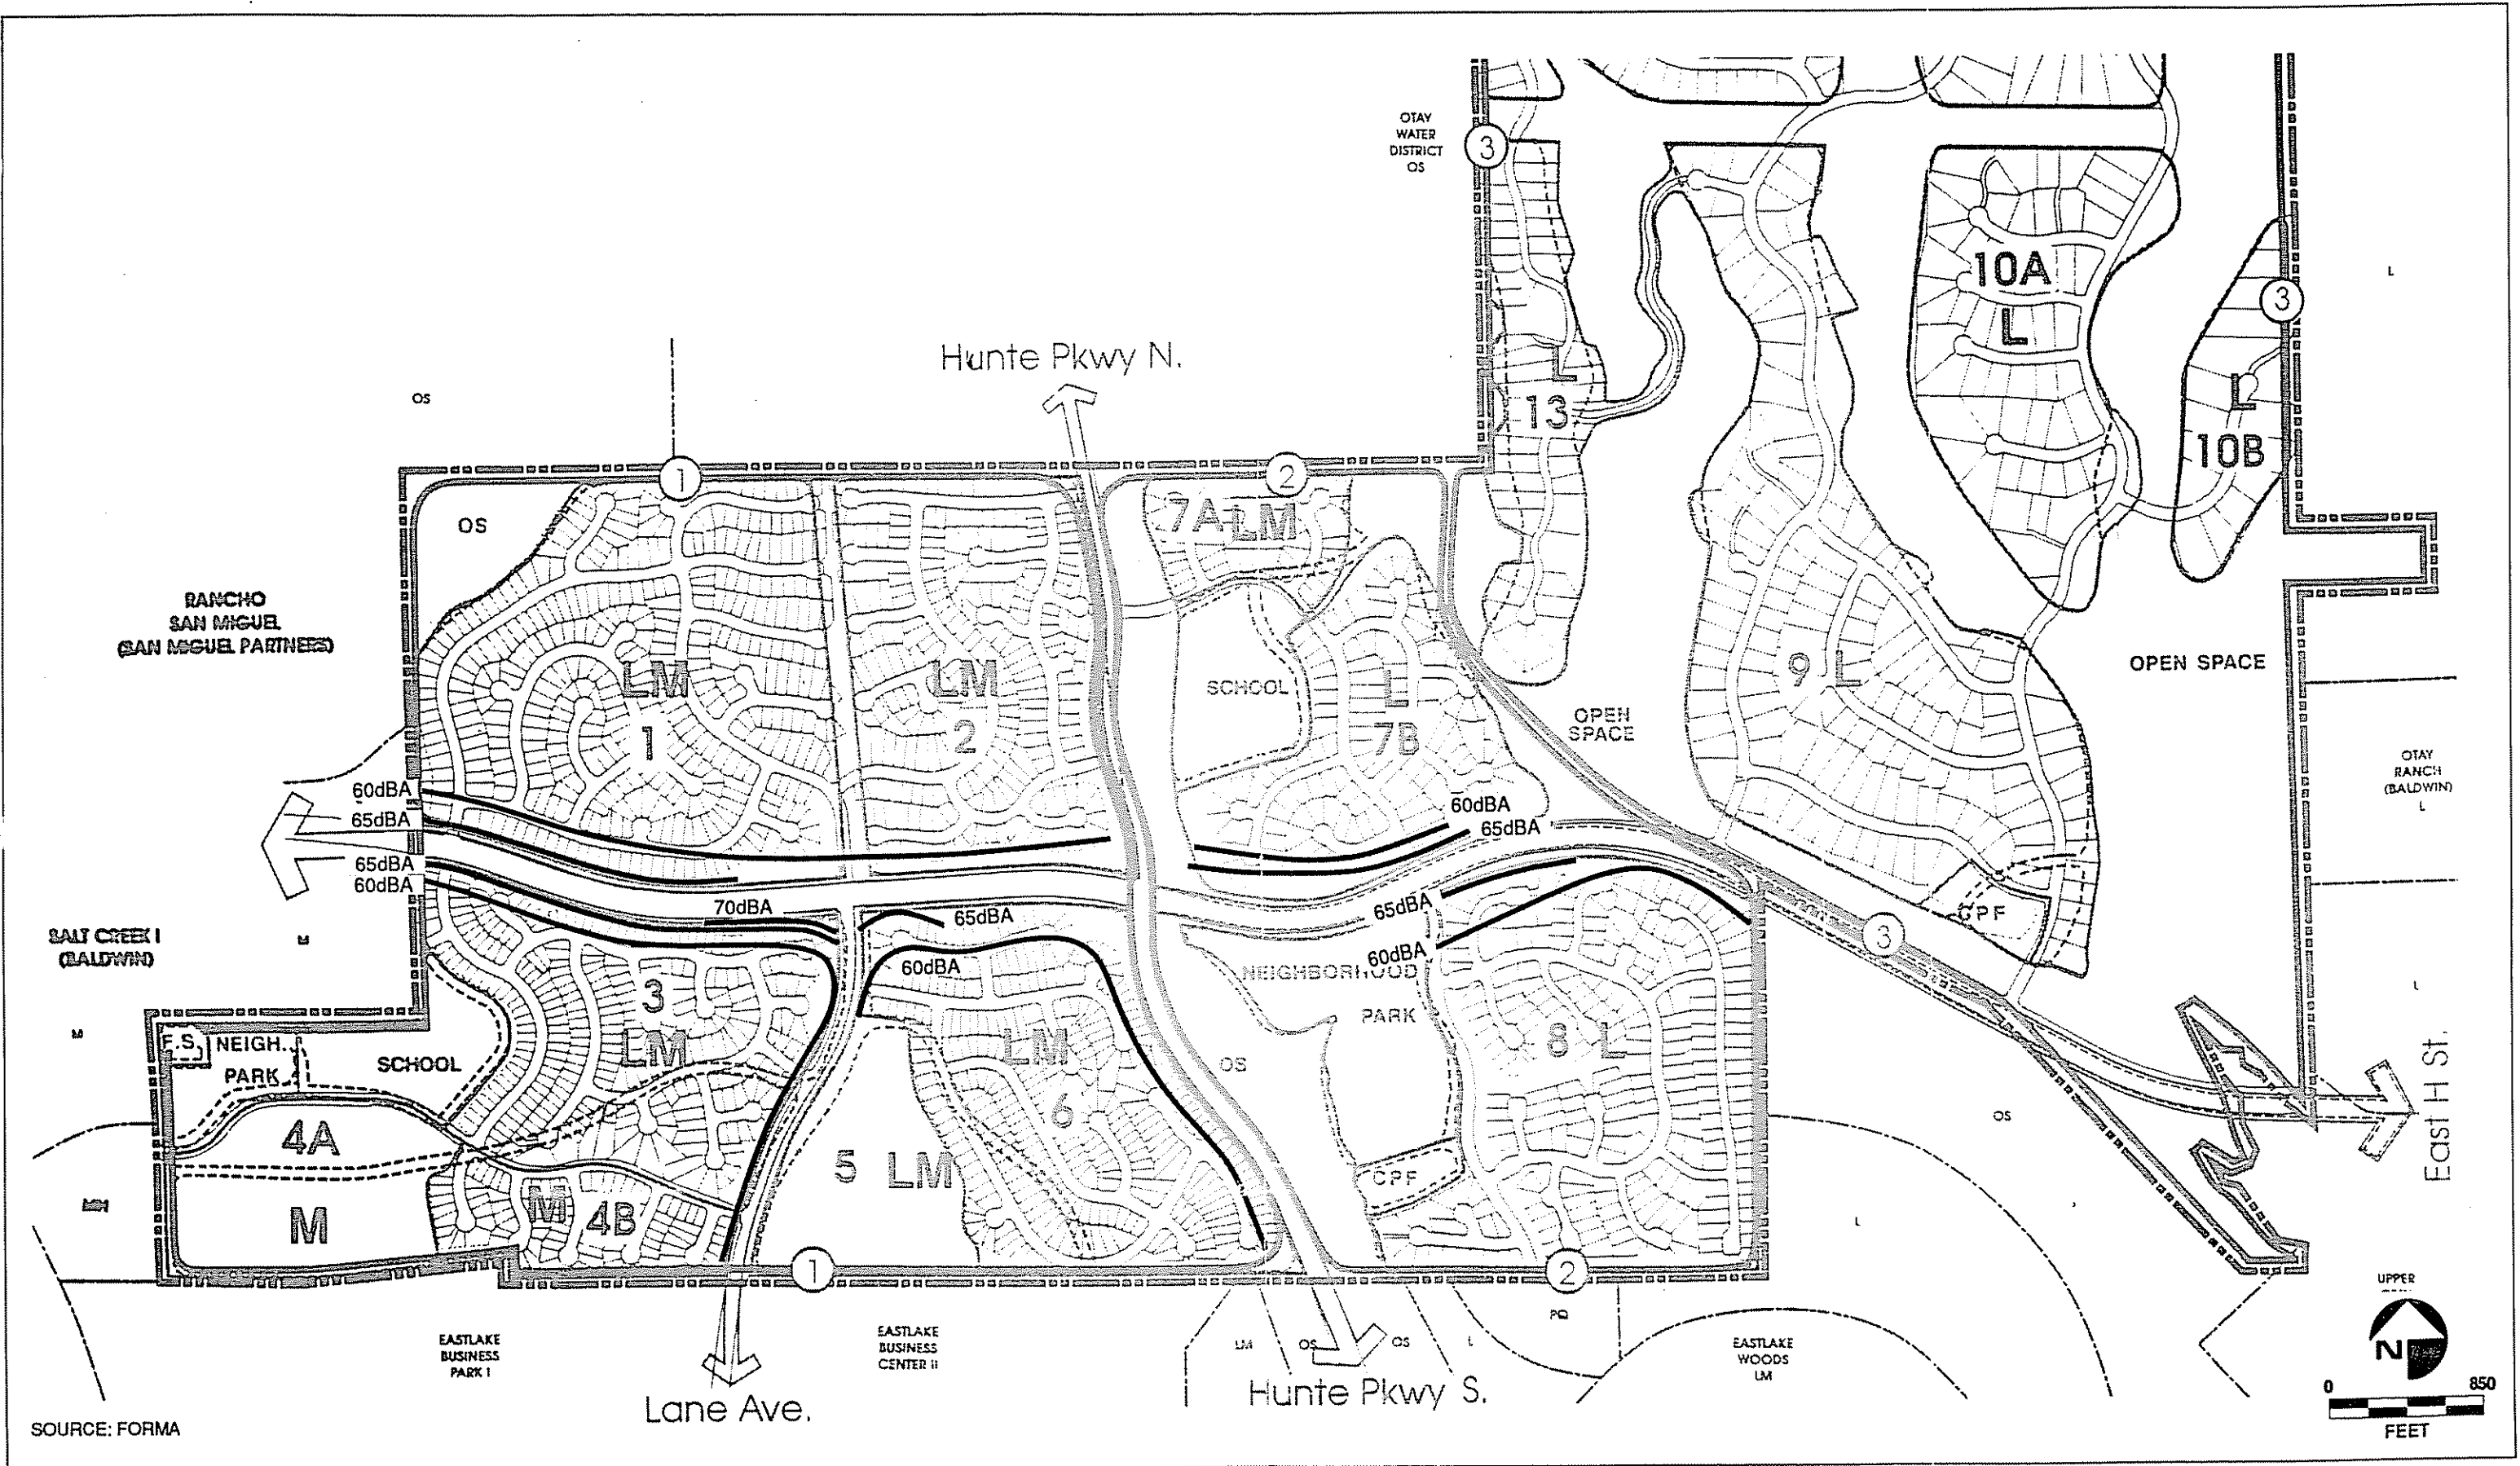 OTAY
WATER
DISTRICT
OS
3
10A
L
3
L
Hunte Pkwy N.
OS
L
13
L
10B
1
2
OS
7A LM
RANCHO
SAN MIGUEL
(SAN MIGUEL PARTNERS)
LM
1
LM
2
SCHOOL
L
7B
OPEN
SPACE
9 L
OPEN SPACE
OTAY
RANCH
(BALDWIN)
L
60dBA
65dBA
65dBA
60dBA
70dBA
65dBA
60dBA
60dBA
65dBA
65dBA
60dBA
CPF
3
SALT CREEK I
(BALDWIN)
M
M
F.S.
NEIGH.
PARK
SCHOOL
3
LM
LM
6
NEIGHBORHOOD
PARK
OS
8 L
OS
L
East H St.
4A
M
MH
M 4B
5 LM
CPF
L
1
2
EASTLAKE
BUSINESS
PARK I
EASTLAKE
BUSINESS
CENTER II
LM
OS
OS
L
PQ
EASTLAKE
WOODS
LM
UPPER
N
0 850
FEET
Lane Ave.
Hunte Pkwy S.
SOURCE: FORMA